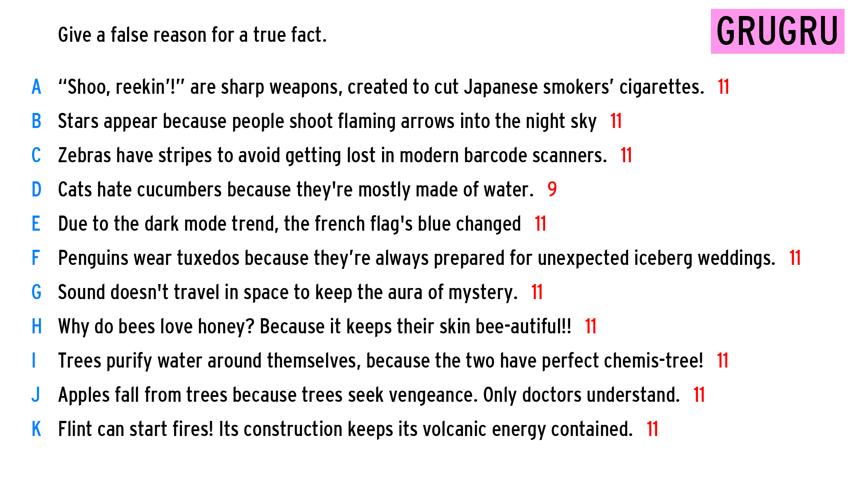 Give a false reason for a true fact.
GRUGRU
A “Shoo, reekin’!” are sharp weapons, created to cut Japanese smokers’ cigarettes. 11
B Stars appear because people shoot flaming arrows into the night sky 11
C Zebras have stripes to avoid getting lost in modern barcode scanners. 11
D Cats hate cucumbers because they're mostly made of water. 9
E Due to the dark mode trend, the french flag's blue changed 11
F Penguins wear tuxedos because they’re always prepared for unexpected iceberg weddings. 11
G Sound doesn't travel in space to keep the aura of mystery. 11
H Why do bees love honey? Because it keeps their skin bee-autiful!! 11
I Trees purify water around themselves, because the two have perfect chemis-tree! 11
J Apples fall from trees because trees seek vengeance. Only doctors understand. 11
K Flint can start fires! Its construction keeps its volcanic energy contained. 11